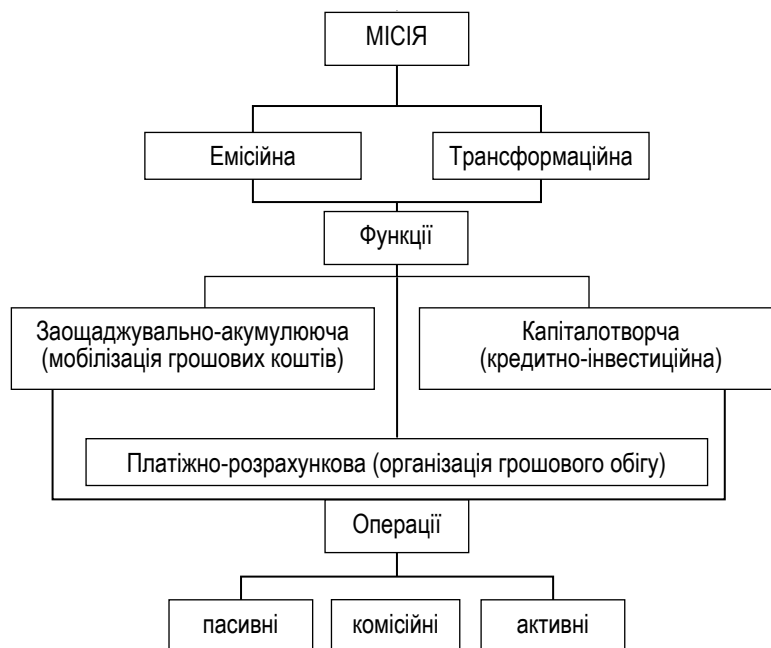 МІСІЯ
Емісійна
Трансформаційна
Функції
Заощаджувально-акумулююча
(мобілізація грошових коштів)
Капіталотворча
(кредитно-інвестиційна)
Платіжно-розрахункова (організація грошового обігу)
Операції
пасивні
комісійні
активні